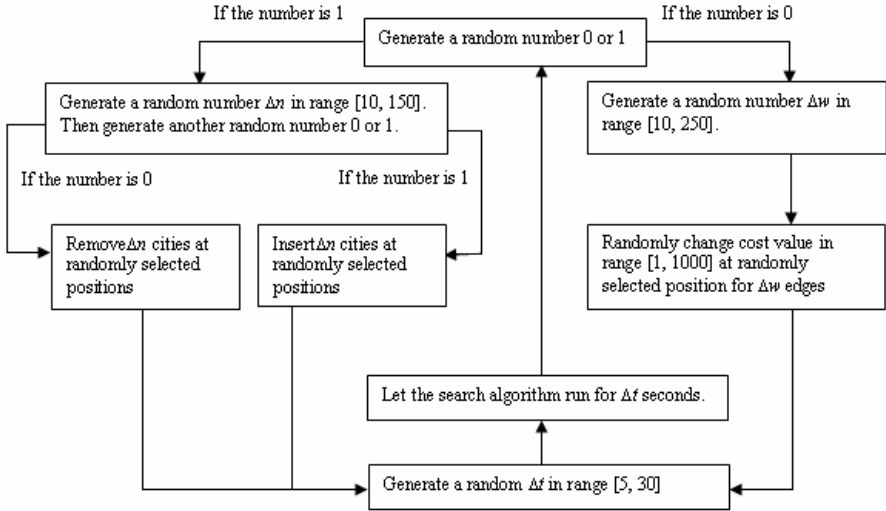 If the number is 1
Generate a random number 0 or 1
If the number is 0
Generate a random number Δn in range [10, 150].
Then generate another random number 0 or 1.
Generate a random number Δw in
range [10, 250].
If the number is 0
If the number is 1
RemoveΔn cities at
randomly selected
positions
InsertΔn cities at
randomly selected
positions
Randomly change cost value in
range [1, 1000] at randomly
selected position for Δw edges
Let the search algorithm run for Δt seconds.
Generate a random Δt in range [5, 30]